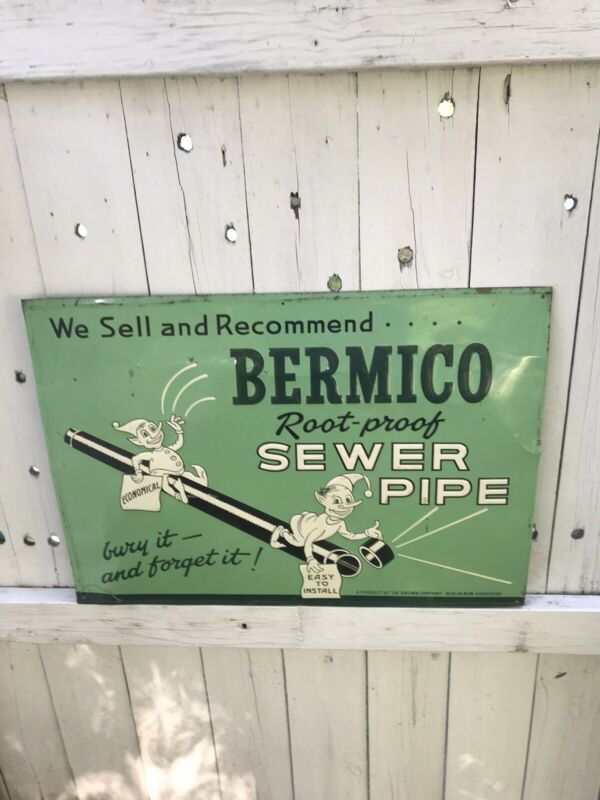 We Sell and Recommend . . . .
BERMICO
Root-proof
SEWER
PIPE
ECONOMICAL
bury it —
and forget it!
EASY
TO
INSTALL
A PRODUCT OF THE BROWN COMPANY - BERLIN, NEW HAMPSHIRE